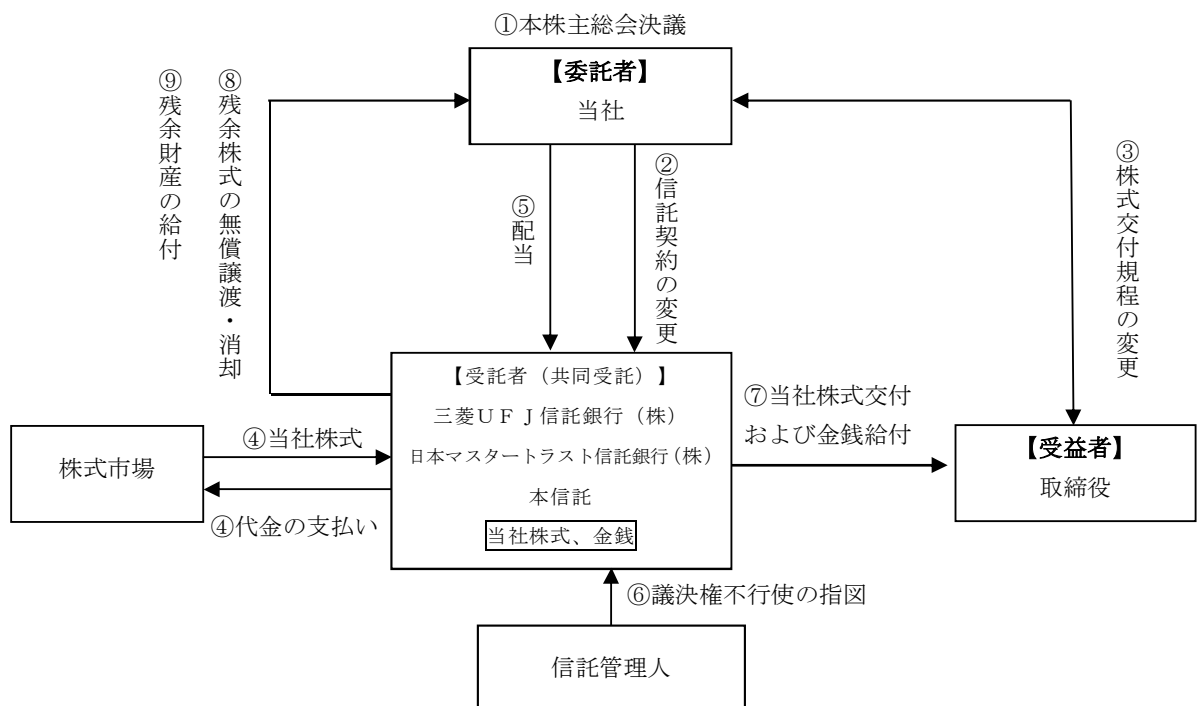 ①本株主総会決議
【委託者】
当社
⑨残余財産の給付
⑧残余株式の無償譲渡・消却
⑤配当
②信託契約の変更
③株式交付規程の変更
【受託者（共同受託）】
三菱ＵＦＪ信託銀行（株）
日本マスタートラスト信託銀行（株）
本信託
当社株式、金銭
株式市場
④当社株式
④代金の支払い
⑦当社株式交付
および金銭給付
【受益者】
取締役
⑥議決権不行使の指図
信託管理人